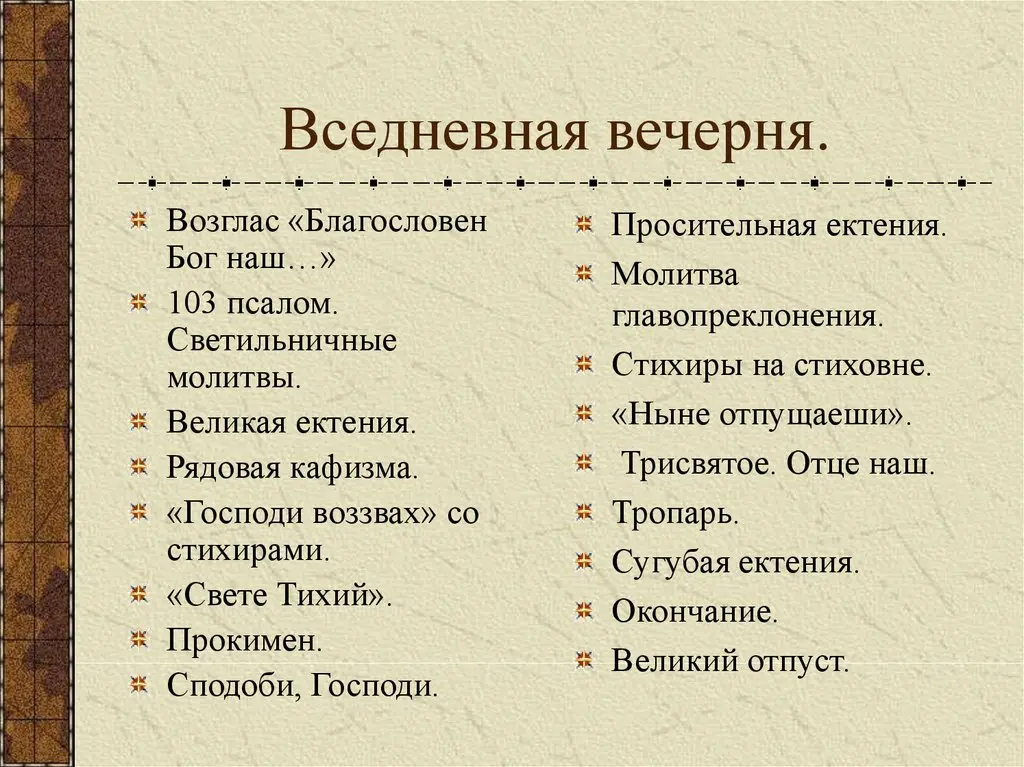 Вседневная вечерня.
Возглас «Благословен
Бог наш…»
103 псалом.
Светильничные
молитвы.
Великая ектения.
Рядовая кафизма.
«Господи воззвах» со
стихирами.
«Свете Тихий».
Прокимен.
Сподоби, Господи.
Просительная ектения.
Молитва
главопреклонения.
Стихиры на стиховне.
«Ныне отпущаеши».
Трисвятое. Отце наш.
Тропарь.
Сугубая ектения.
Окончание.
Великий отпуст.